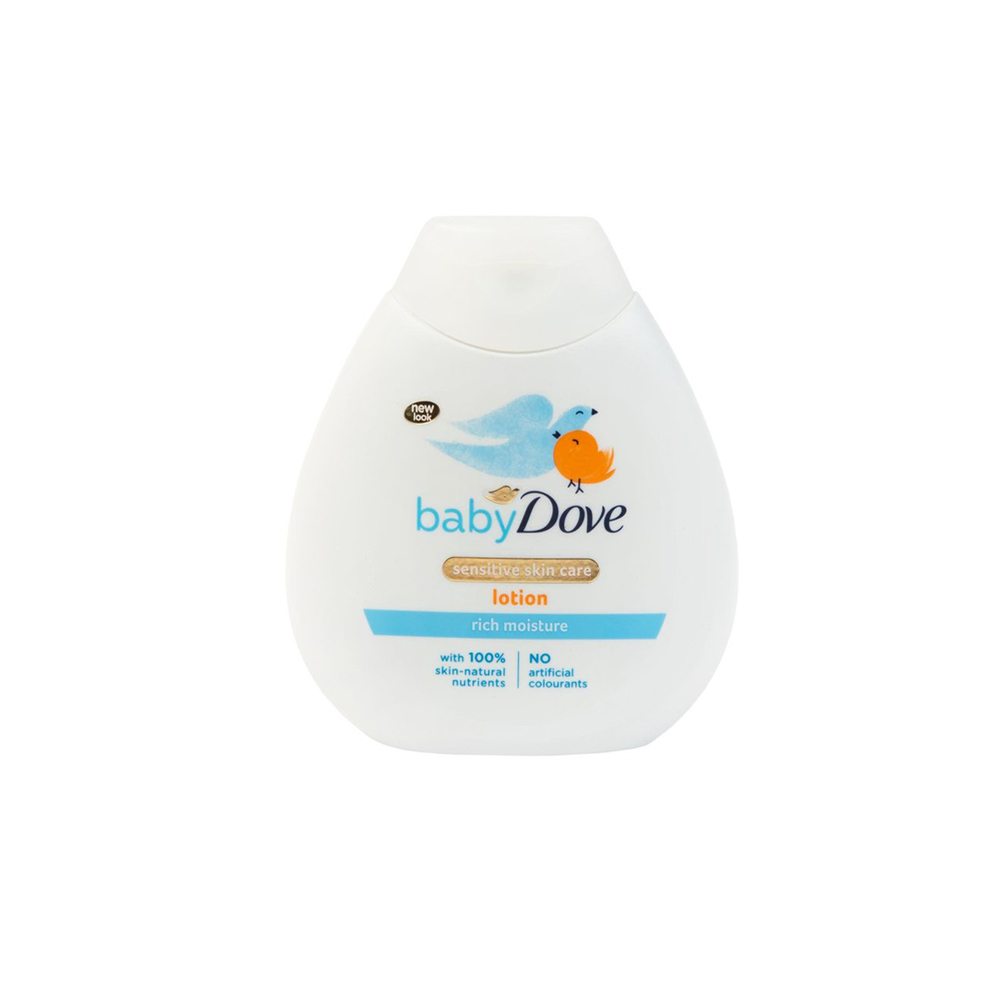 new
look
baby Dove
sensitive skin care
lotion
rich moisture
with 100%
skin-natural
nutrients
NO
artificial
colourants